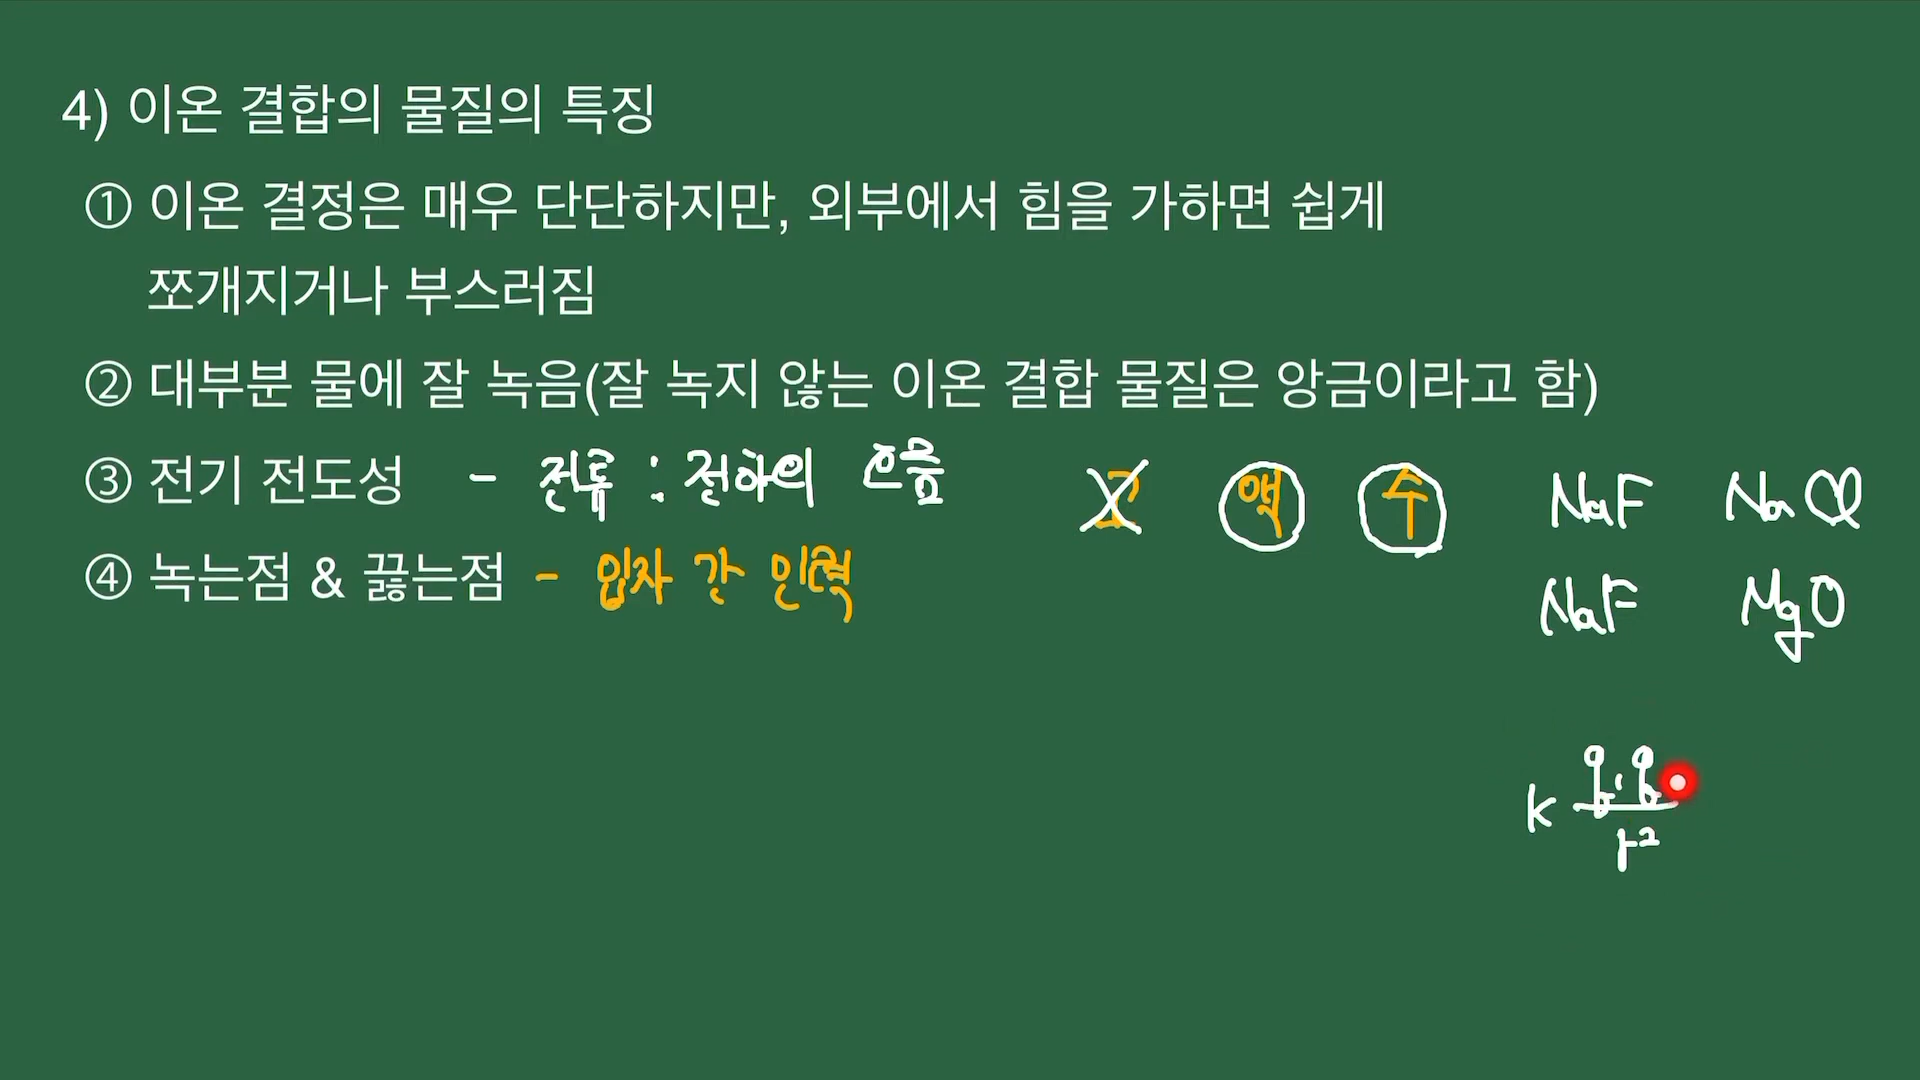 4) 이온 결합의 물질의 특징
① 이온 결정은 매우 단단하지만, 외부에서 힘을 가하면 쉽게
쪼개지거나 부스러짐
② 대부분 물에 잘 녹음(잘 녹지 않는 이온 결합 물질은 앙금이라고 함)
③ 전기 전도성 - 전류 : 전하의 흐름 고 액 수 NaF NaCl
④ 녹는점 & 끓는점 - 입자 간 인력 NaF MgO
k q₁·q₂ / r²